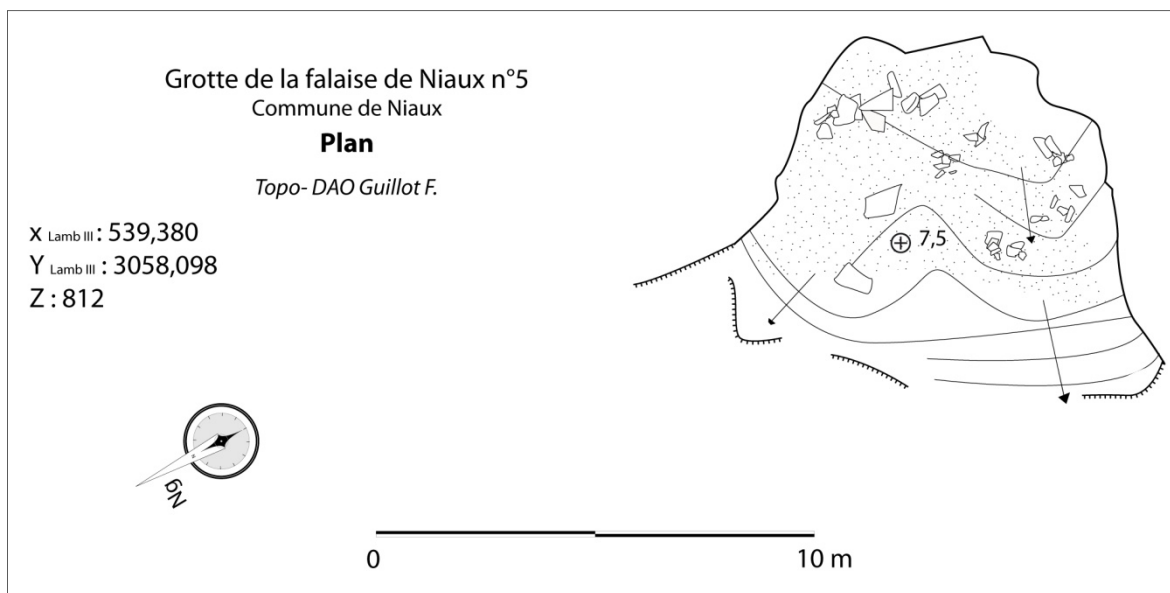 Grotte de la falaise de Niaux n°5
Commune de Niaux
Plan
Topo- DAO Guillot F.
x Lamb III : 539,380
Y Lamb III : 3058,098
Z : 812
7,5
Ng
0 10 m